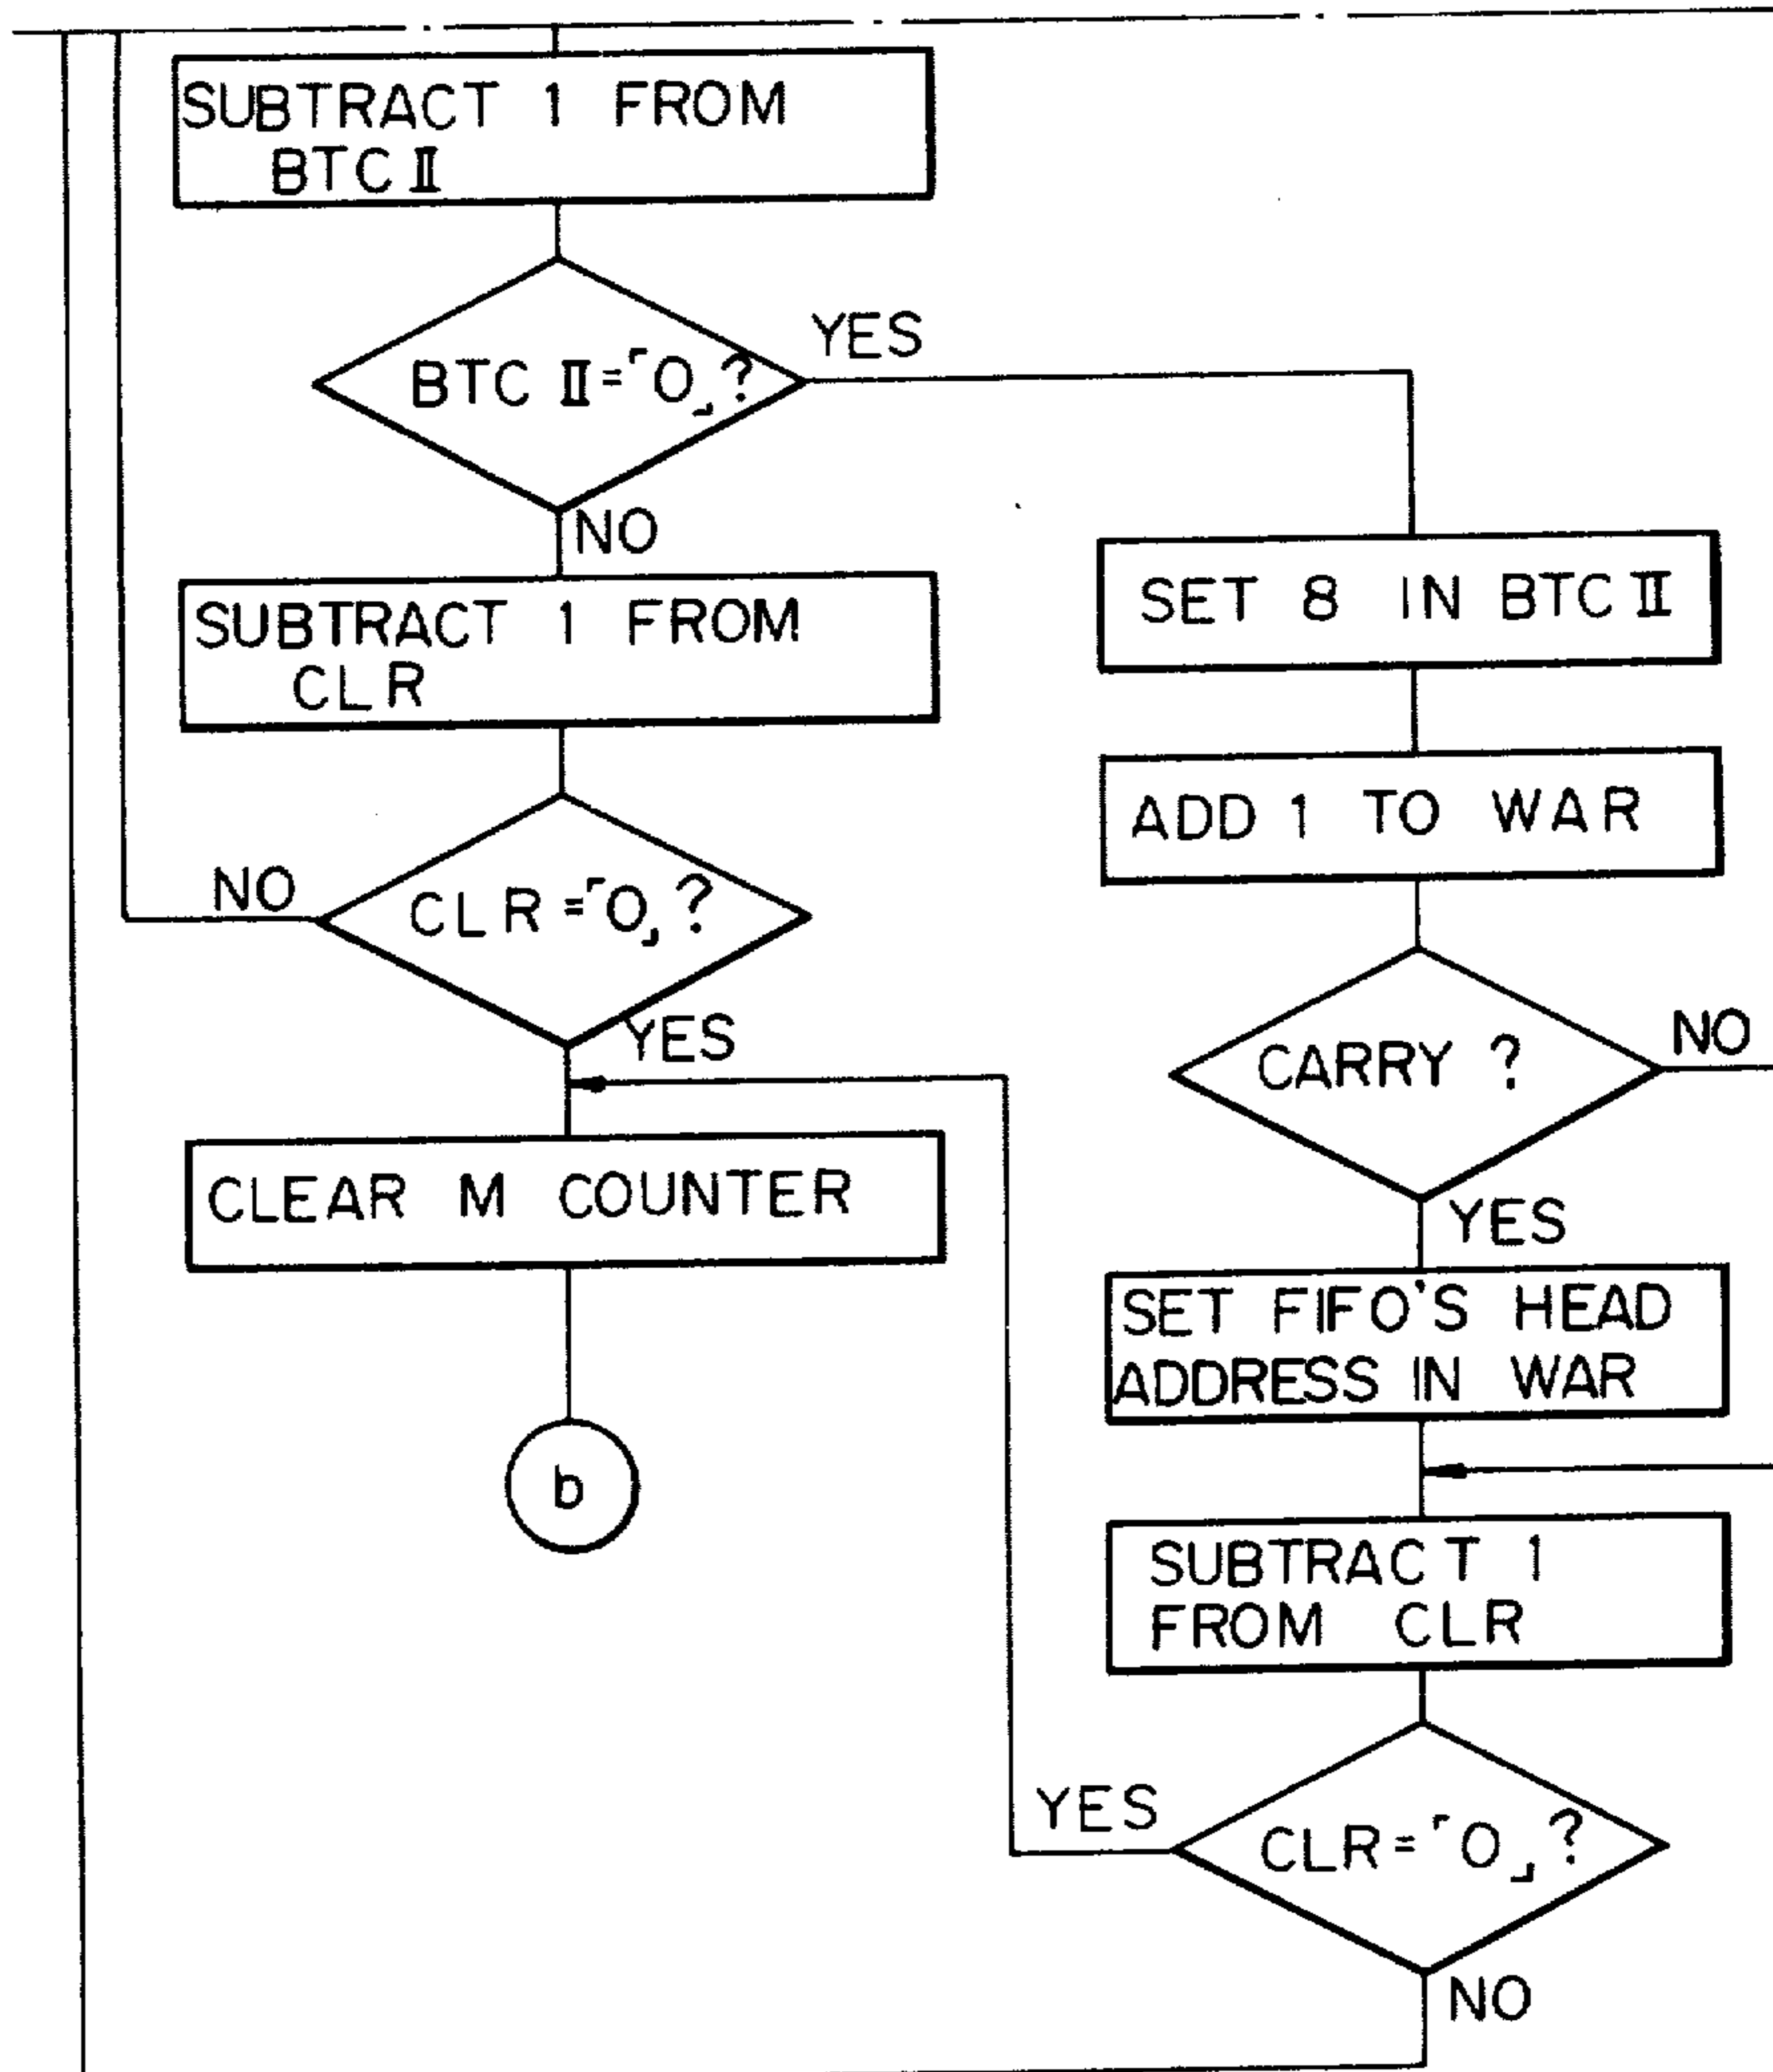 SUBTRACT 1 FROM
BTC II
BTC II=「0」?
YES
NO
SUBTRACT 1 FROM
CLR
CLR=「0」?
NO
YES
CLEAR M COUNTER
b
SET 8 IN BTC II
ADD 1 TO WAR
CARRY ?
NO
YES
SET FIFO'S HEAD
ADDRESS IN WAR
SUBTRACT 1
FROM CLR
CLR=「0」?
YES
NO